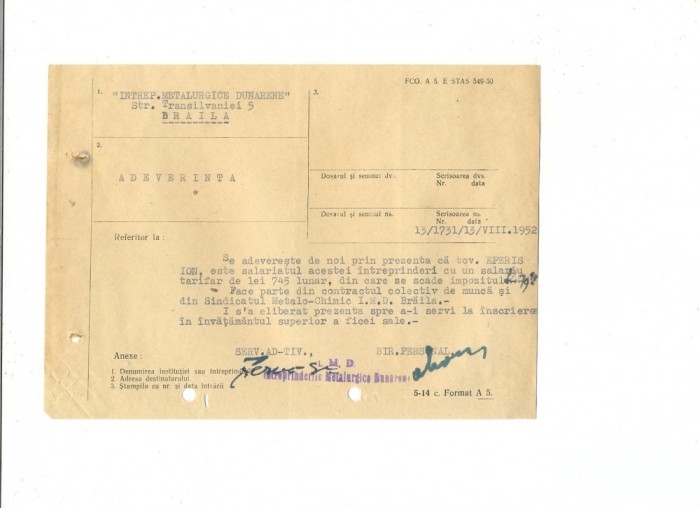 FCO. A 5. E STAS 549-50
1. "INTREP.METALURGICE DUNARENE"
Str. Transilvaniei 5
BRAILA
3.
2.
ADEVERINTA
Dosarul și semnul dvs. Scrisoarea dvs.
Nr. data
Dosarul și semnul ns. Scrisoarea ns.
Nr. data
13/1731/13/VIII.1952
Referitor la :
Se adeverește de noi prin prezenta că tov. EPERIS
ION, este salariatul acestei întreprinderi cu un salariu
tarifar de lei 745 lunar, din care se scade impozitul
Face parte din contractul colectiv de muncă și
din Sindicatul Metalo-Chimic I.M.D. Brăila.-
I s'a eliberat prezenta spre a-i servi la înscriere
în învățământul superior a ficei sale.-
SERV.AD-TIV., BIR.PERSONAL
Anexe :
I. M. D.
Intreprinderile Metalurgice Dunarene
1. Denumirea instituției sau întreprinderii
2. Adresa destinatarului.
3. Ștampila cu nr. și data intrării
5-14 c. Format A 5.